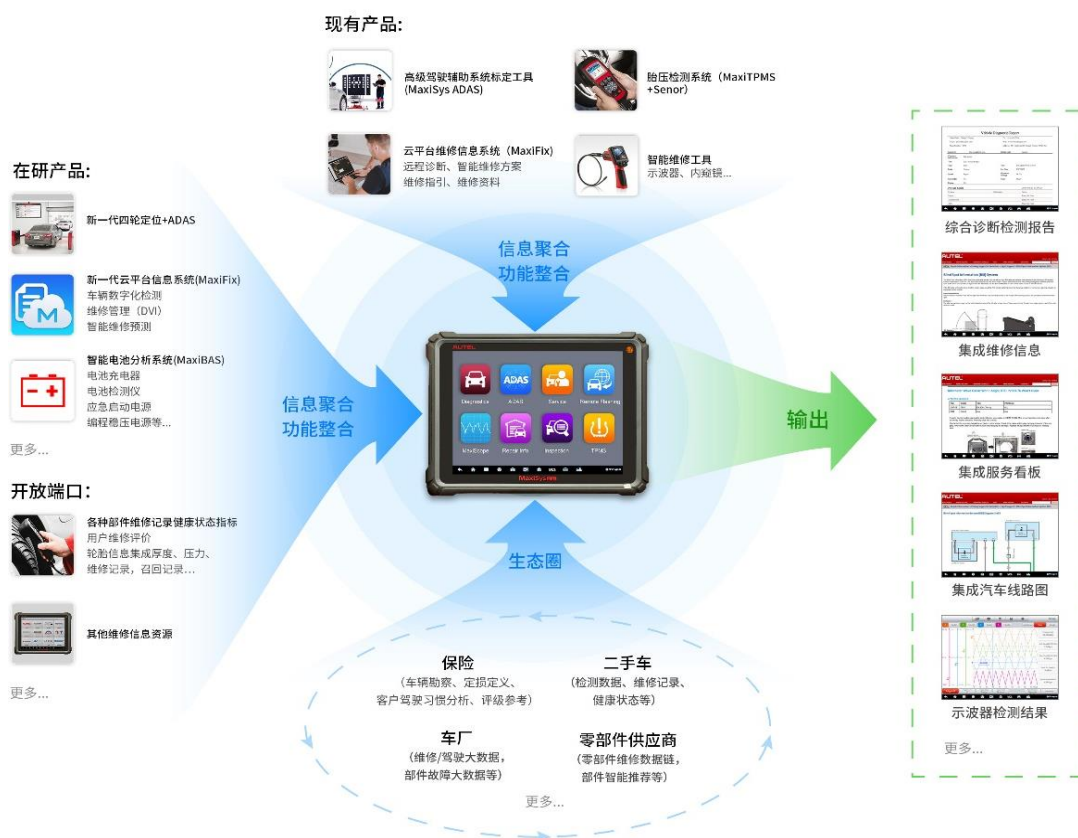 现有产品:
高级驾驶辅助系统标定工具
(MaxiSys ADAS)
胎压检测系统（MaxiTPMS
+Senor）
云平台维修信息系统（MaxiFix）
远程诊断、智能维修方案
维修指引、维修资料
智能维修工具
示波器、内窥镜...
在研产品:
新一代四轮定位+ADAS
新一代云平台信息系统(MaxiFix)
车辆数字化检测
维修管理（DVI）
智能维修预测
智能电池分析系统(MaxiBAS)
电池充电器
电池检测仪
应急启动电源
编程稳压电源等...
更多...
开放端口:
各种部件维修记录健康状态指标
用户维修评价
轮胎信息集成厚度、压力、
维修记录，召回记录...
其他维修信息资源
更多...
信息聚合
功能整合
信息聚合
功能整合
AUTEL
ADAS
Diagnostics
ADAS
Service
MaxiScope
Repair Info
Inspection
TPMS
MaxiSys
输出
生态圈
保险
（车辆勘察、定损定义、
客户驾驶习惯分析、评级参考）
二手车
（检测数据、维修记录、
健康状态等）
车厂
（维修/驾驶大数据，
部件故障大数据等）
零部件供应商
（零部件维修数据链，
部件智能推荐等）
更多...
综合诊断检测报告
AUTEL
集成维修信息
AUTEL
集成服务看板
AUTEL
集成汽车线路图
示波器检测结果
更多...